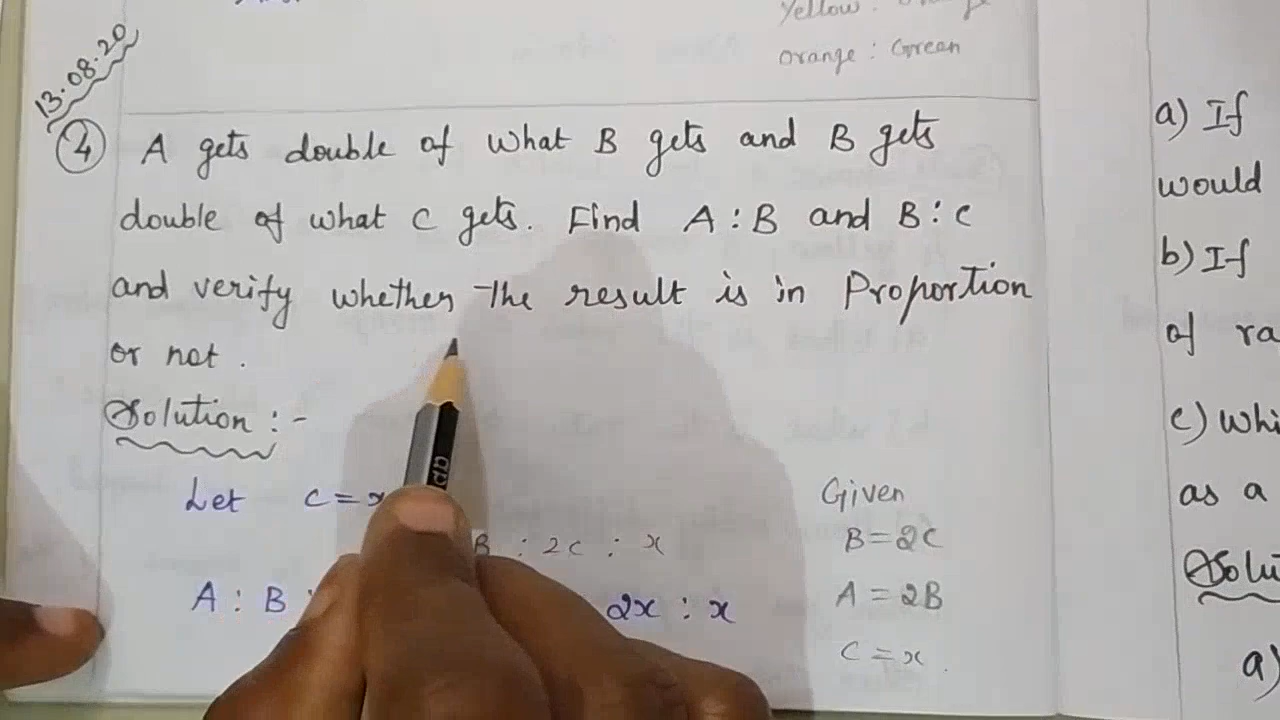 Yellow :
Orange : Green
13.08.20
4 A gets double of what B gets and B gets
double of what C gets. Find A : B and B : C
and verify whether the result is in Proportion
or not.
Solution :-
Let C = x
B : 2C : x
A : B : 2x : x
Given
B = 2C
A = 2B
C = x.
a) If
would
b) If
of ra
c) Whi
as a
Solu
a)